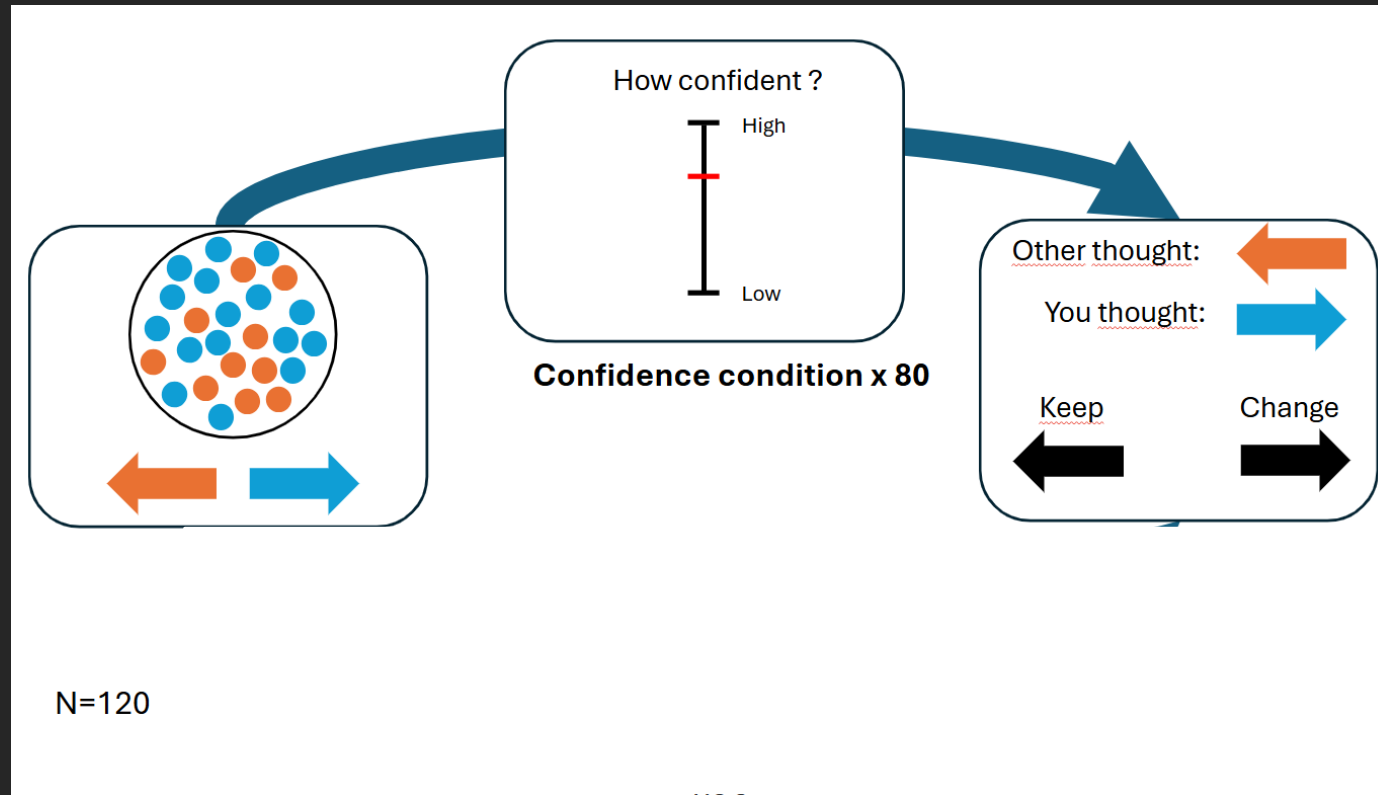 How confident ?
High
Low
Confidence condition x 80
Other thought:
You thought:
Keep Change
N=120